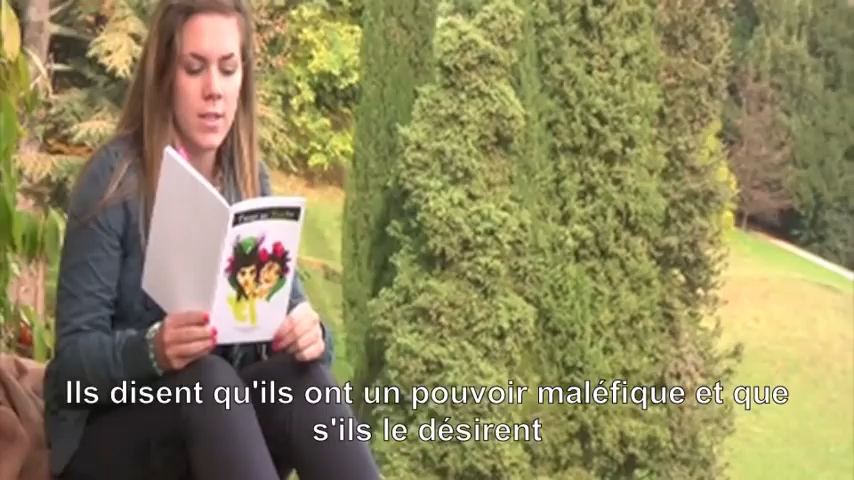 Ils disent qu'ils ont un pouvoir maléfique et que
s'ils le désirent